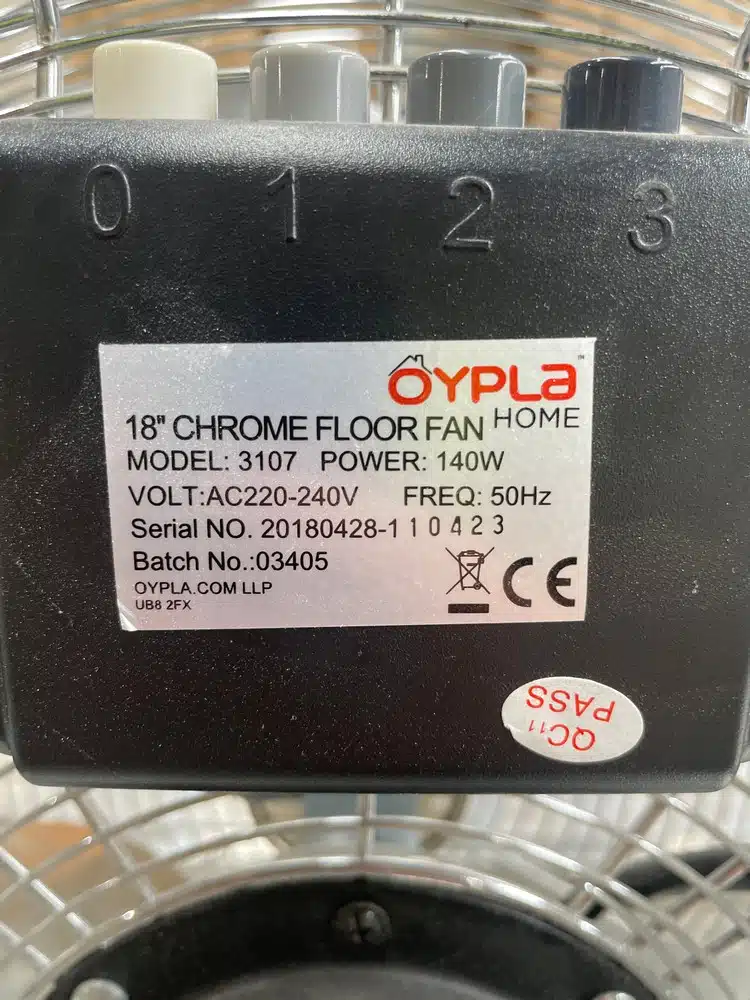 0 1 2 3
OYPLA™
HOME
18" CHROME FLOOR FAN
MODEL: 3107 POWER: 140W
VOLT:AC220-240V FREQ: 50Hz
Serial NO. 20180428-110423
Batch No.:03405
OYPLA.COM LLP
UB8 2FX
CE
QC11
PASS